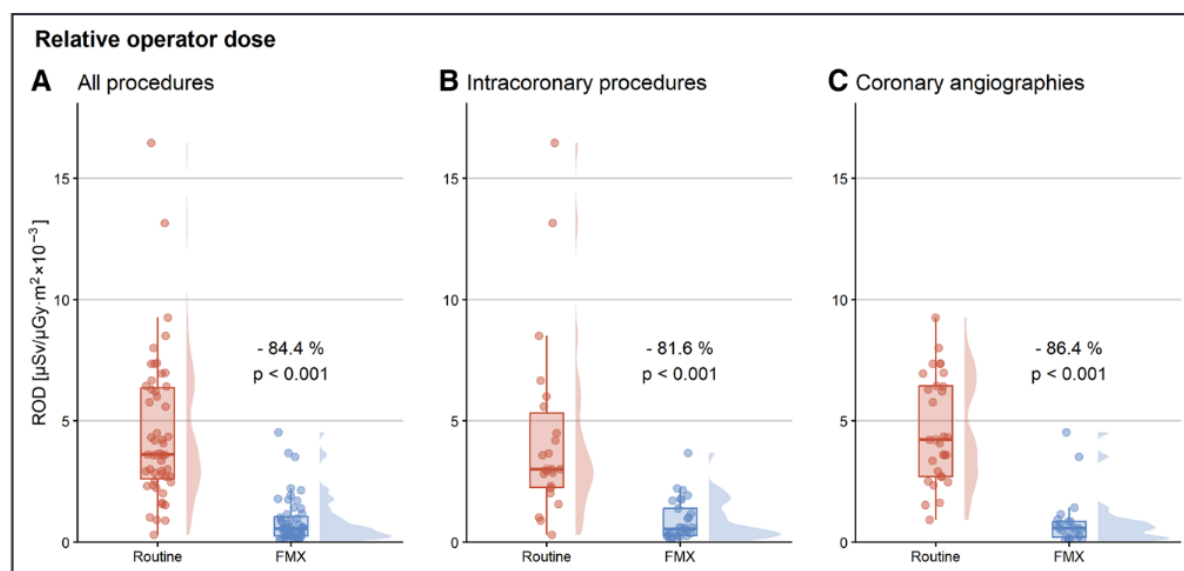 Relative operator dose
A All procedures
B Intracoronary procedures
C Coronary angiographies
ROD [µSv/µGy·m²×10⁻³]
15
10
5
0
- 84.4 %
p < 0.001
Routine
FMX
15
10
5
0
- 81.6 %
p < 0.001
Routine
FMX
15
10
5
0
- 86.4 %
p < 0.001
Routine
FMX